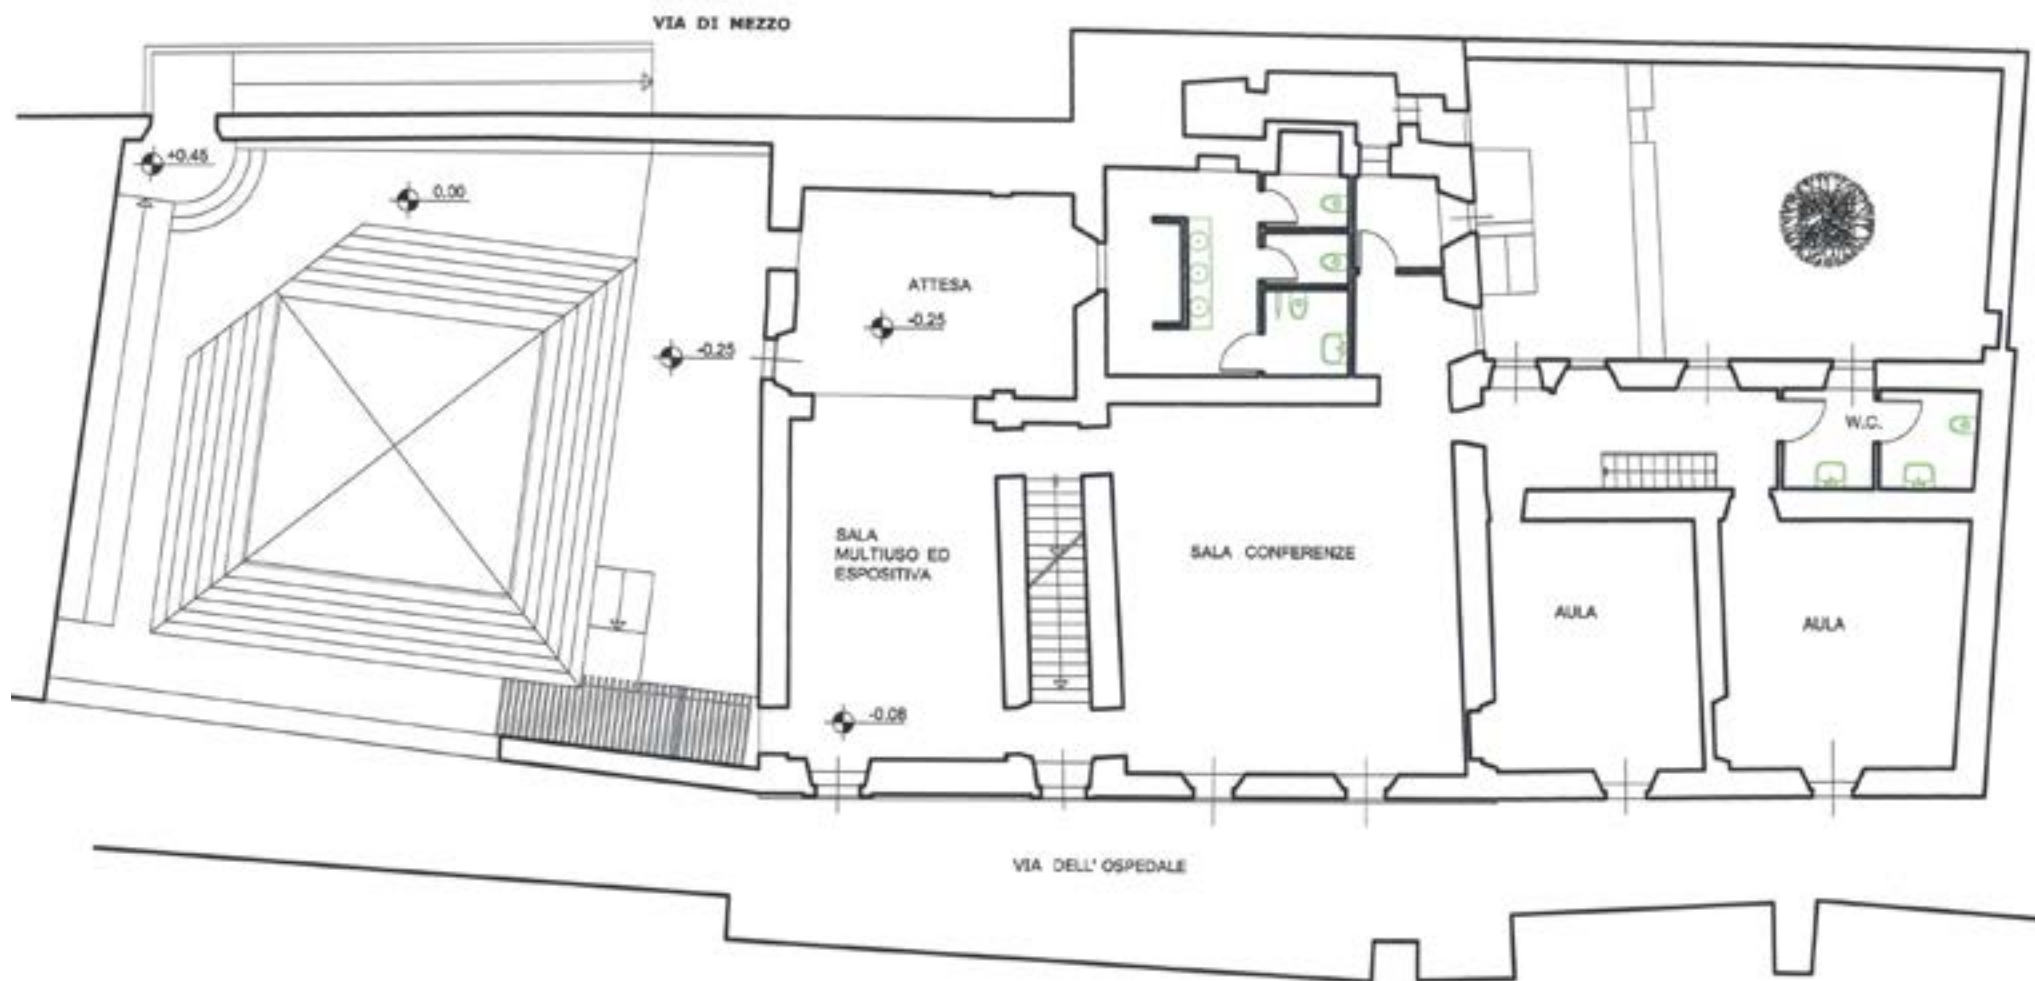 VIA DI MEZZO
+0.45
0.00
ATTESA
-0.25
-0.25
W.C.
SALA
MULTIUSO ED
ESPOSITIVA
SALA CONFERENZE
AULA
AULA
-0.08
VIA DELL' OSPEDALE